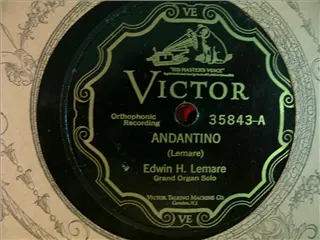 VE
"HIS MASTER'S VOICE"
VICTOR
Orthophonic
Recording
35843-A
ANDANTINO
(Lemare)
Edwin H. Lemare
Grand Organ Solo
VICTOR TALKING MACHINE CO.
Camden, N.J.
VE